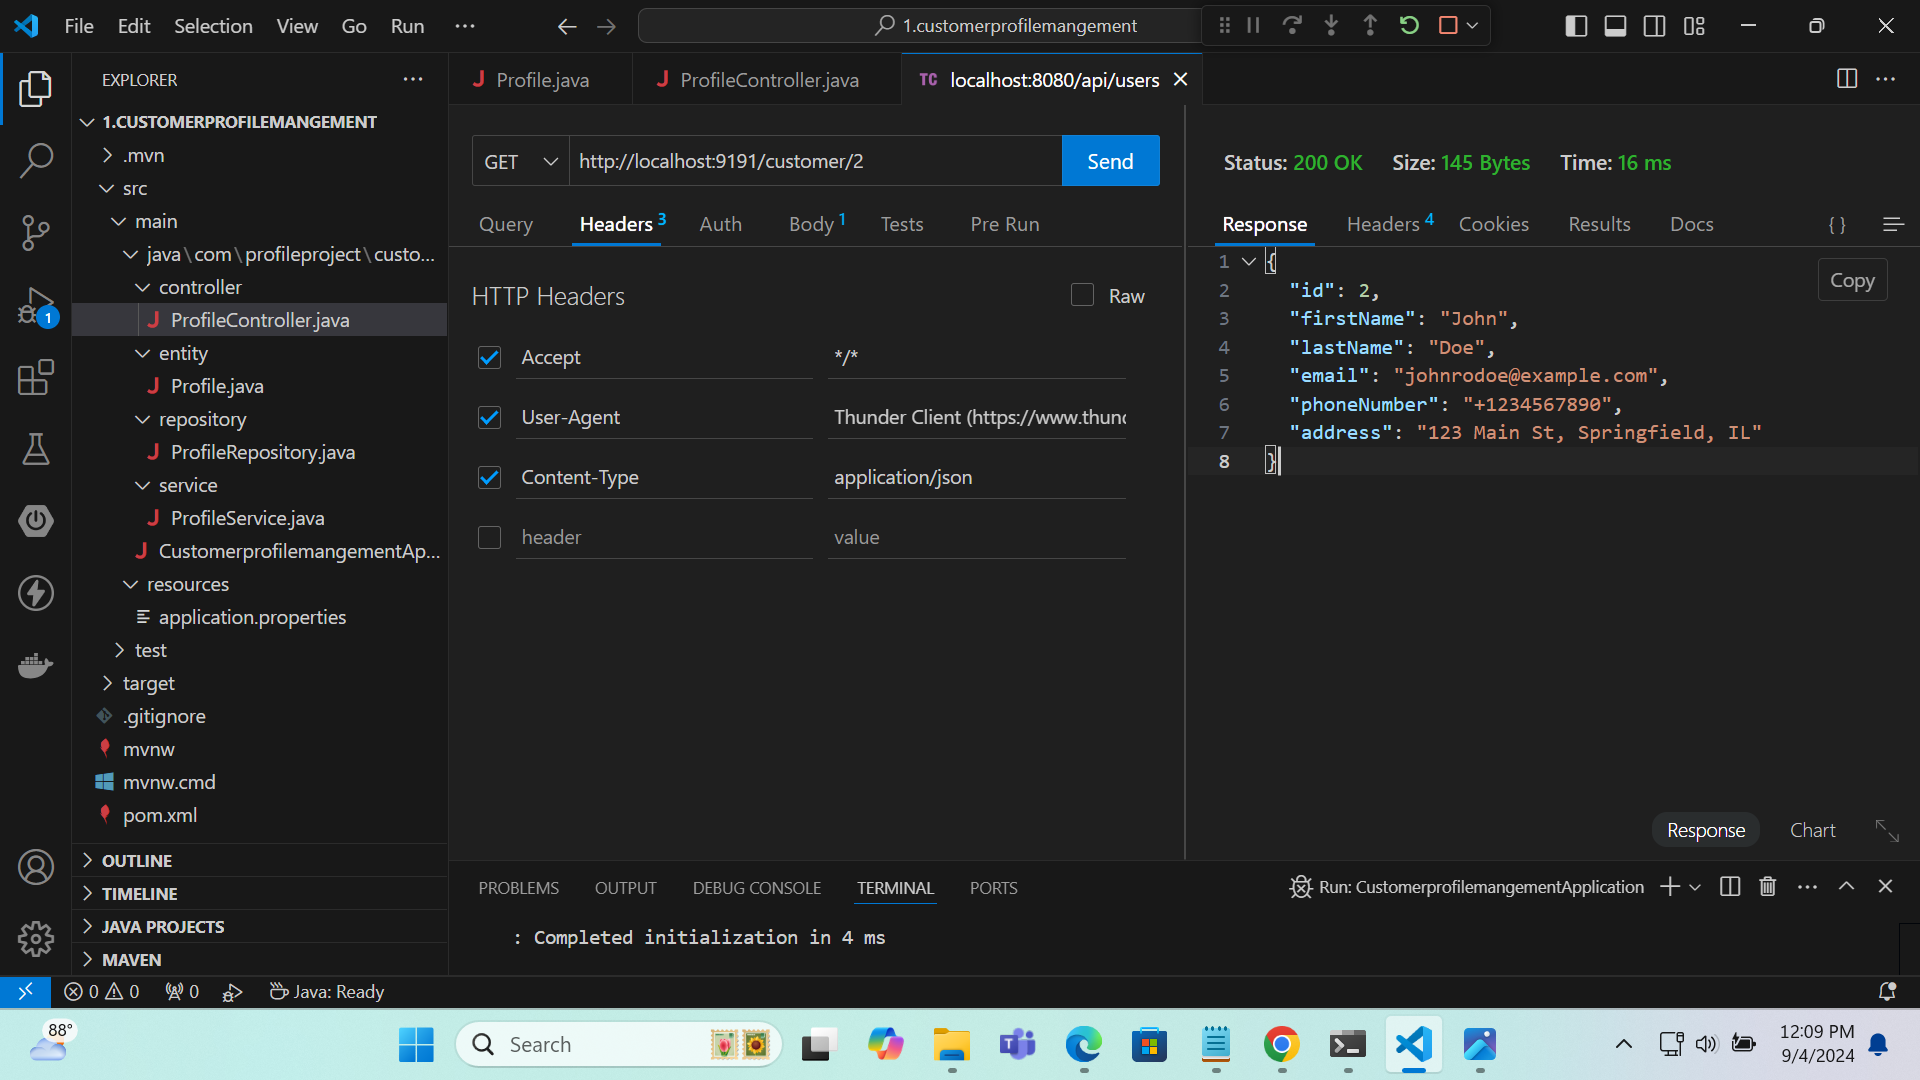 File Edit Selection View Go Run ···
1.customerprofilemangement
EXPLORER ···
1.CUSTOMERPROFILEMANGEMENT
.mvn
src
main
java\com\profileproject\custo...
controller
ProfileController.java
entity
Profile.java
repository
ProfileRepository.java
service
ProfileService.java
CustomerprofilemangementAp...
resources
application.properties
test
target
.gitignore
mvnw
mvnw.cmd
pom.xml
OUTLINE
TIMELINE
JAVA PROJECTS
MAVEN
1
J Profile.java
J ProfileController.java
TC localhost:8080/api/users
GET http://localhost:9191/customer/2 Send
Query Headers 3 Auth Body 1 Tests Pre Run
HTTP Headers Raw
Accept */*
User-Agent Thunder Client (https://www.thund
Content-Type application/json
header value
Status: 200 OK Size: 145 Bytes Time: 16 ms
Response Headers 4 Cookies Results Docs { }
Copy
1 {
2 "id": 2,
3 "firstName": "John",
4 "lastName": "Doe",
5 "email": "johnrodoe@example.com",
6 "phoneNumber": "+1234567890",
7 "address": "123 Main St, Springfield, IL"
8 }
Response Chart
PROBLEMS OUTPUT DEBUG CONSOLE TERMINAL PORTS
Run: CustomerprofilemangementApplication
: Completed initialization in 4 ms
0 0 0 Java: Ready
88°
Search
12:09 PM
9/4/2024